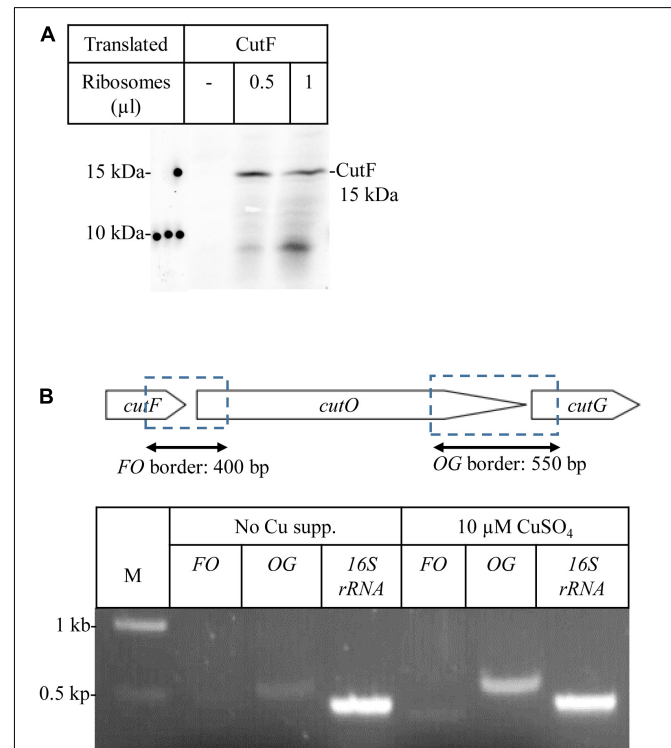 A
Translated CutF
Ribosomes (µl) - 0.5 1
15 kDa-
-CutF
15 kDa
10 kDa-
B
cutF cutO cutG
FO border: 400 bp OG border: 550 bp
No Cu supp. 10 µM CuSO4
M FO OG 16S rRNA FO OG 16S rRNA
1 kb-
0.5 kp-